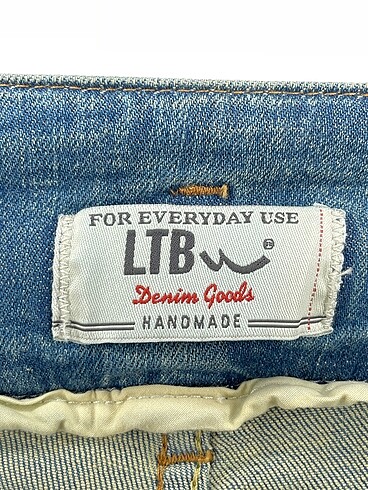 FOR EVERYDAY USE
LTB ®
Denim Goods
HANDMADE